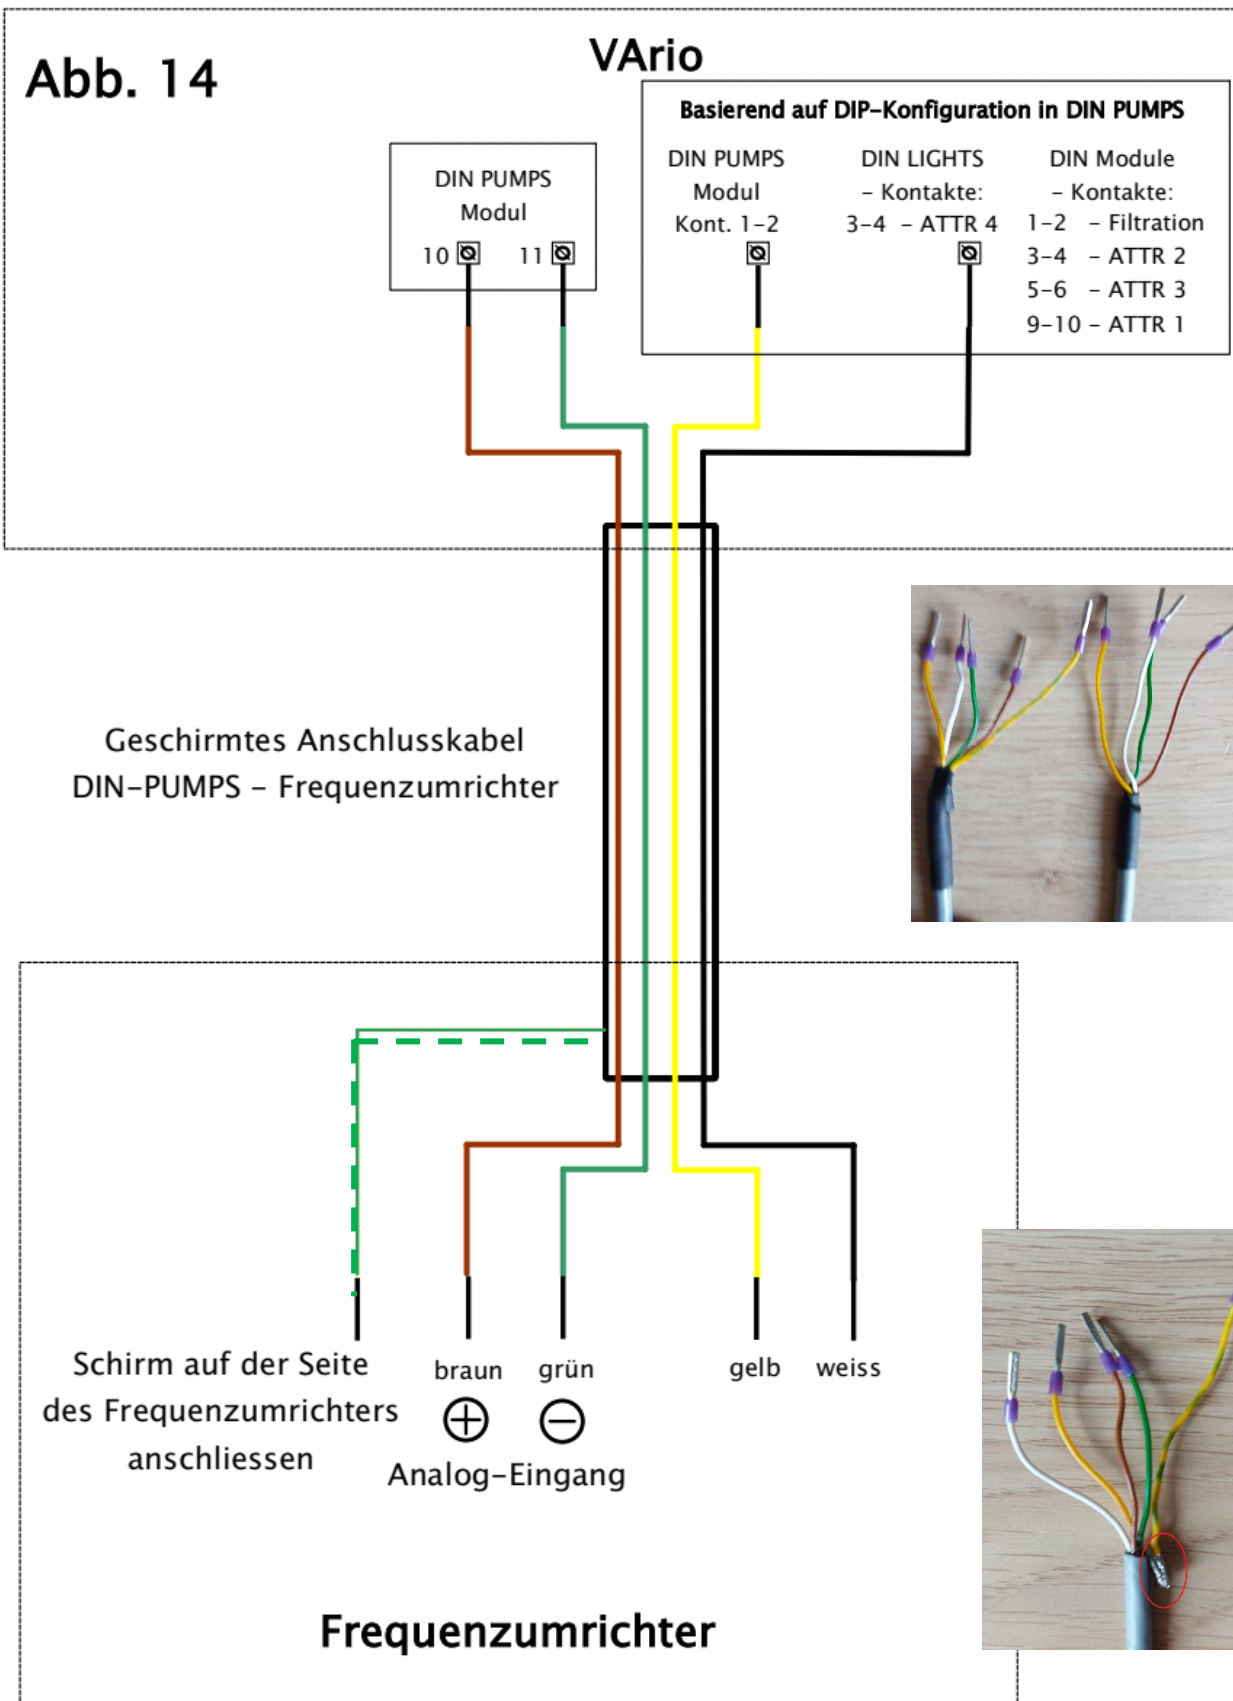 Abb. 14
VArio
Basierend auf DIP-Konfiguration in DIN PUMPS
DIN PUMPS
Modul
10
11
DIN PUMPS
Modul
Kont. 1-2
DIN LIGHTS
- Kontakte:
3-4 - ATTR 4
DIN Module
- Kontakte:
1-2 - Filtration
3-4 - ATTR 2
5-6 - ATTR 3
9-10 - ATTR 1
Geschirmtes Anschlusskabel
DIN-PUMPS - Frequenzumrichter
Schirm auf der Seite
des Frequenzumrichters
anschliessen
braun
grün
+
−
Analog-Eingang
gelb
weiss
Frequenzumrichter